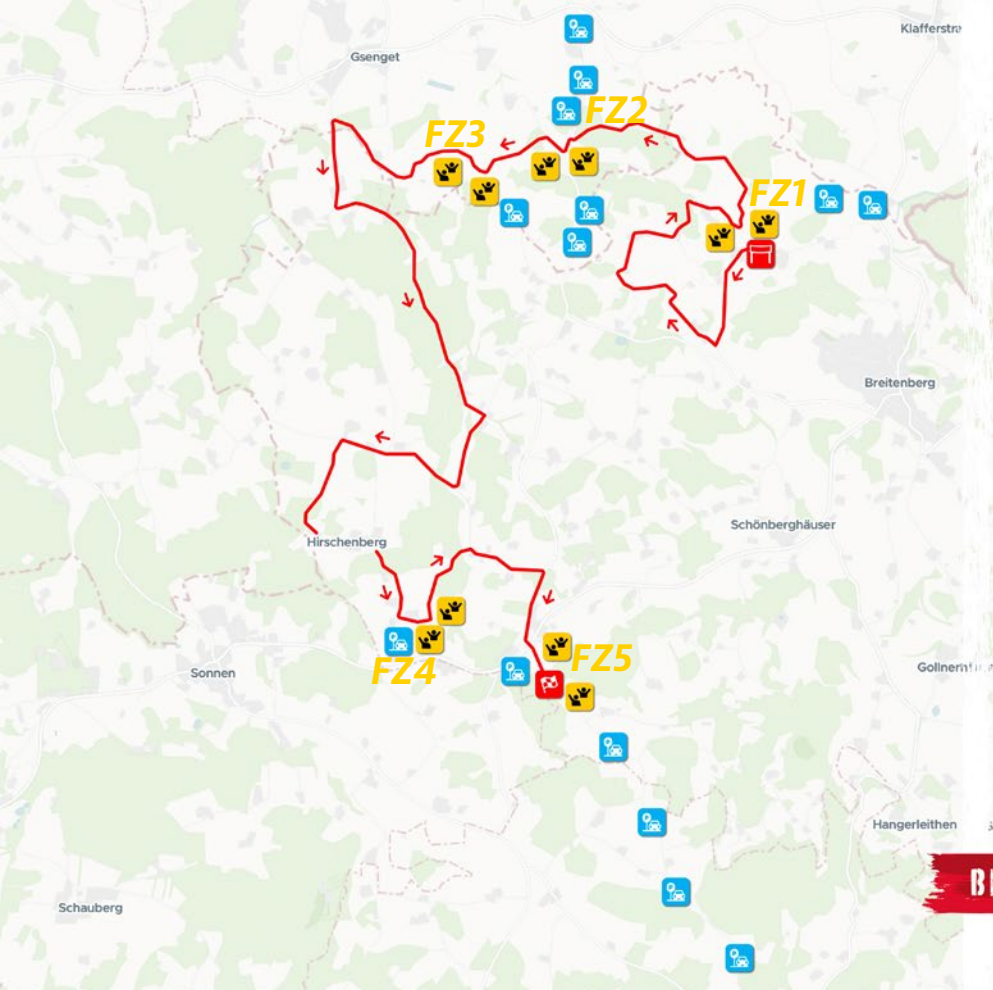 Klafferstra
Gsenget
FZ2
FZ3
FZ1
Breitenberg
Schönberghäuser
Hirschenberg
FZ4
FZ5
Sonnen
Hangerleithen
Schauberg